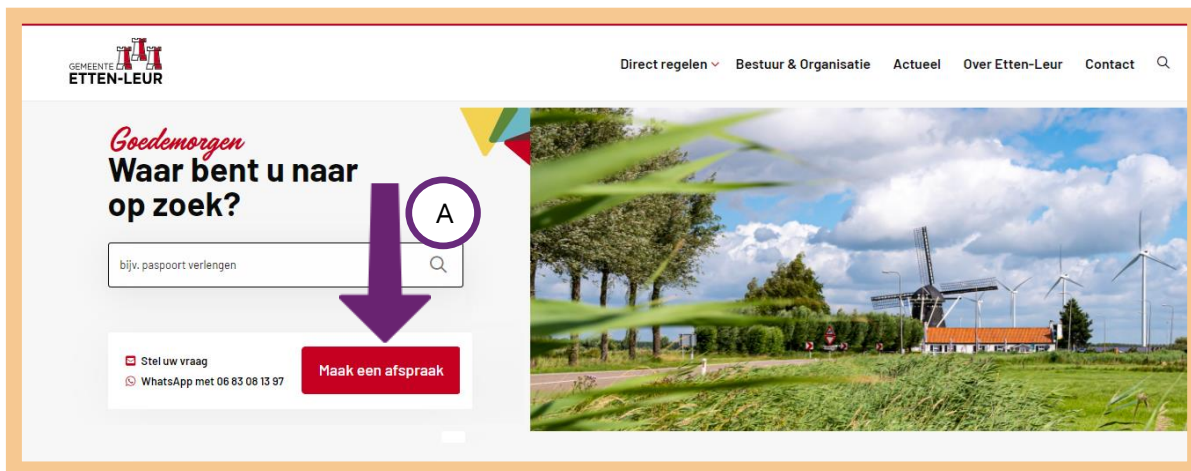 GEMEENTE
ETTEN-LEUR
Direct regelen Bestuur & Organisatie Actueel Over Etten-Leur Contact
Goedemorgen
Waar bent u naar
op zoek?
A
bijv. paspoort verlengen
Stel uw vraag
WhatsApp met 06 83 08 13 97
Maak een afspraak